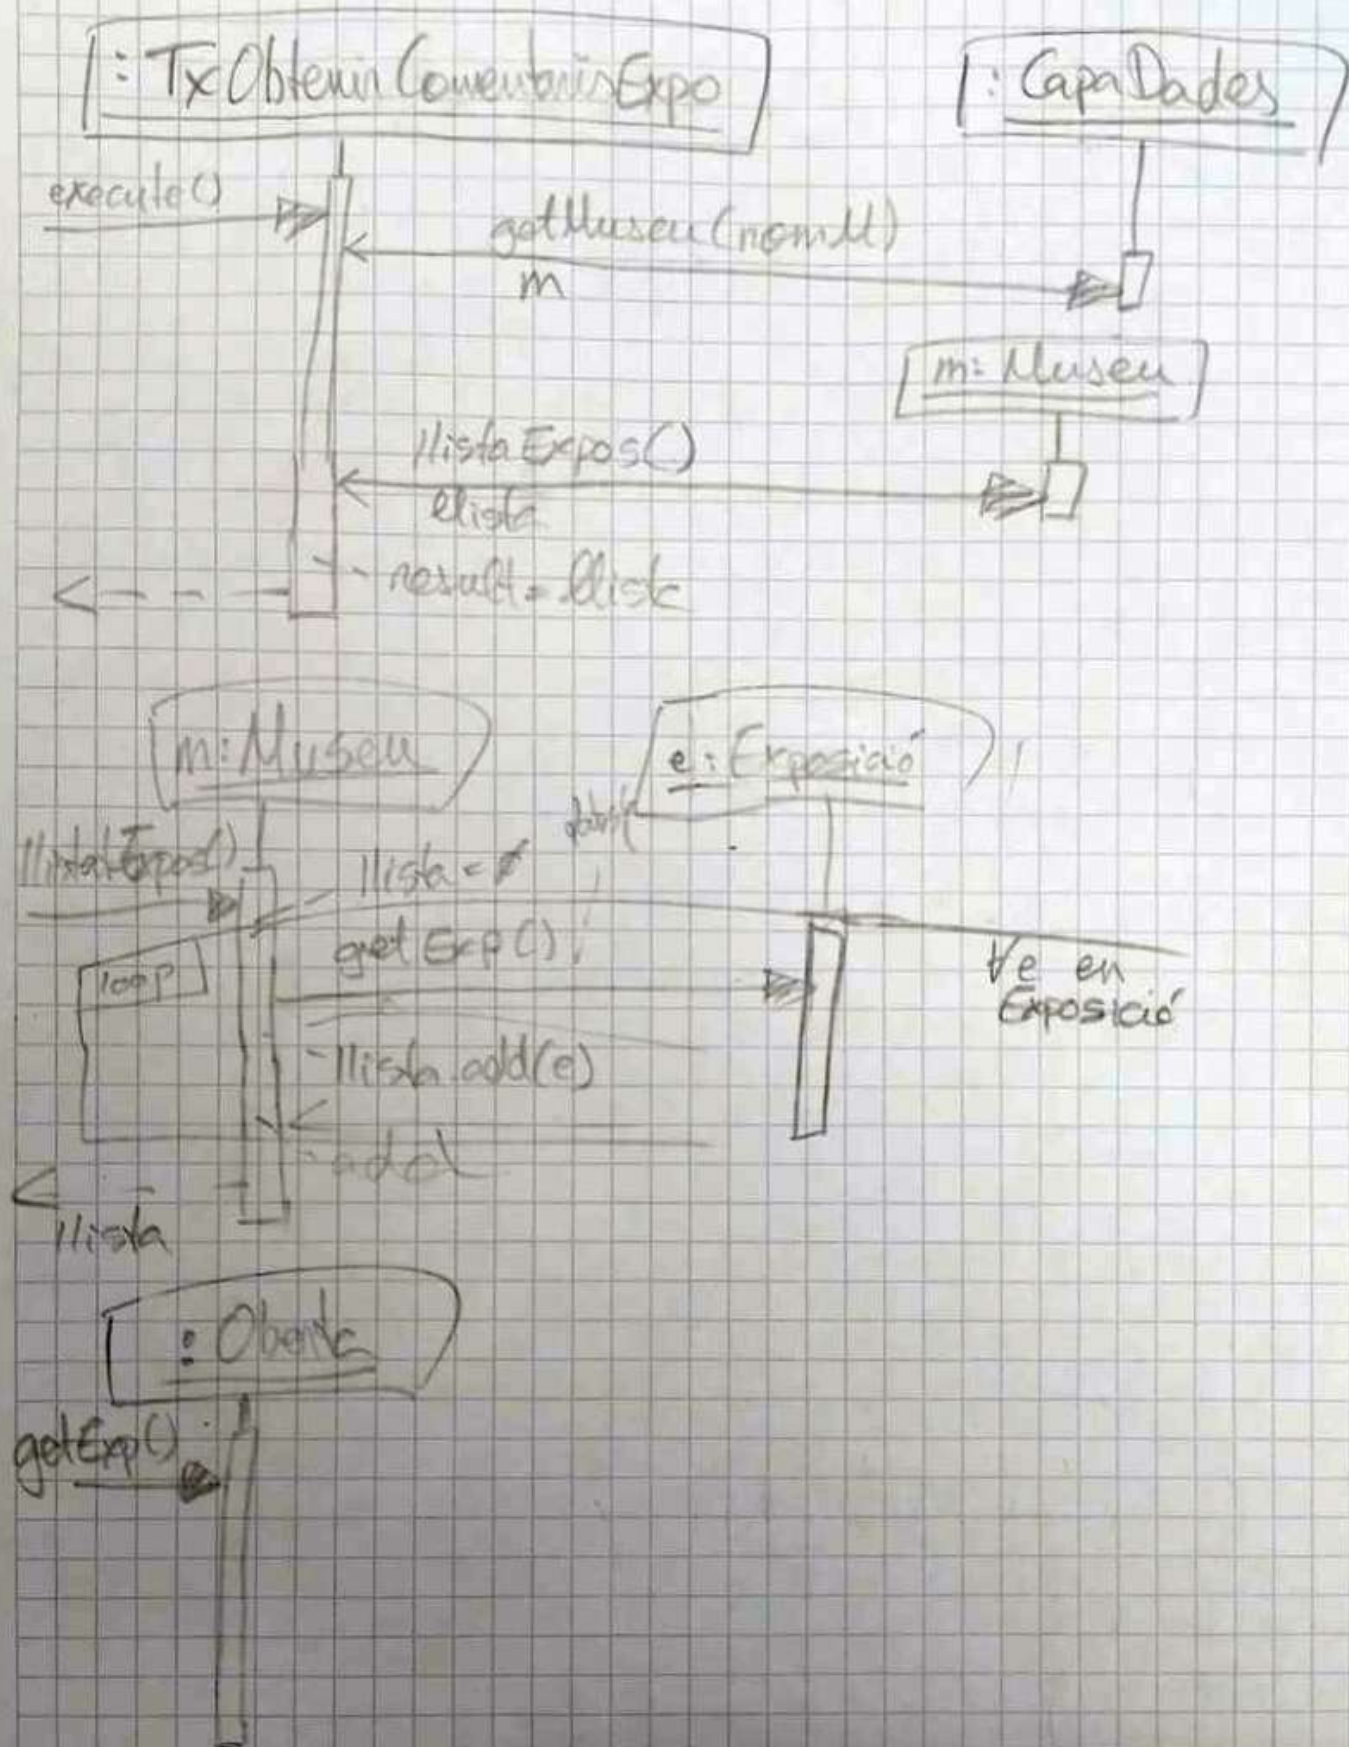 : TxObtenirComentarisExpo
: CapaDades
execute()
getMuseu(nomM)
m
m: Museu
llistaExpos()
llista
result = llista
m: Museu
e: Exposició
llistaExpos()
llista =
getExp()
loop
∀e en
Exposició
llista.add(e)
add
llista
: Oberta
getExp()